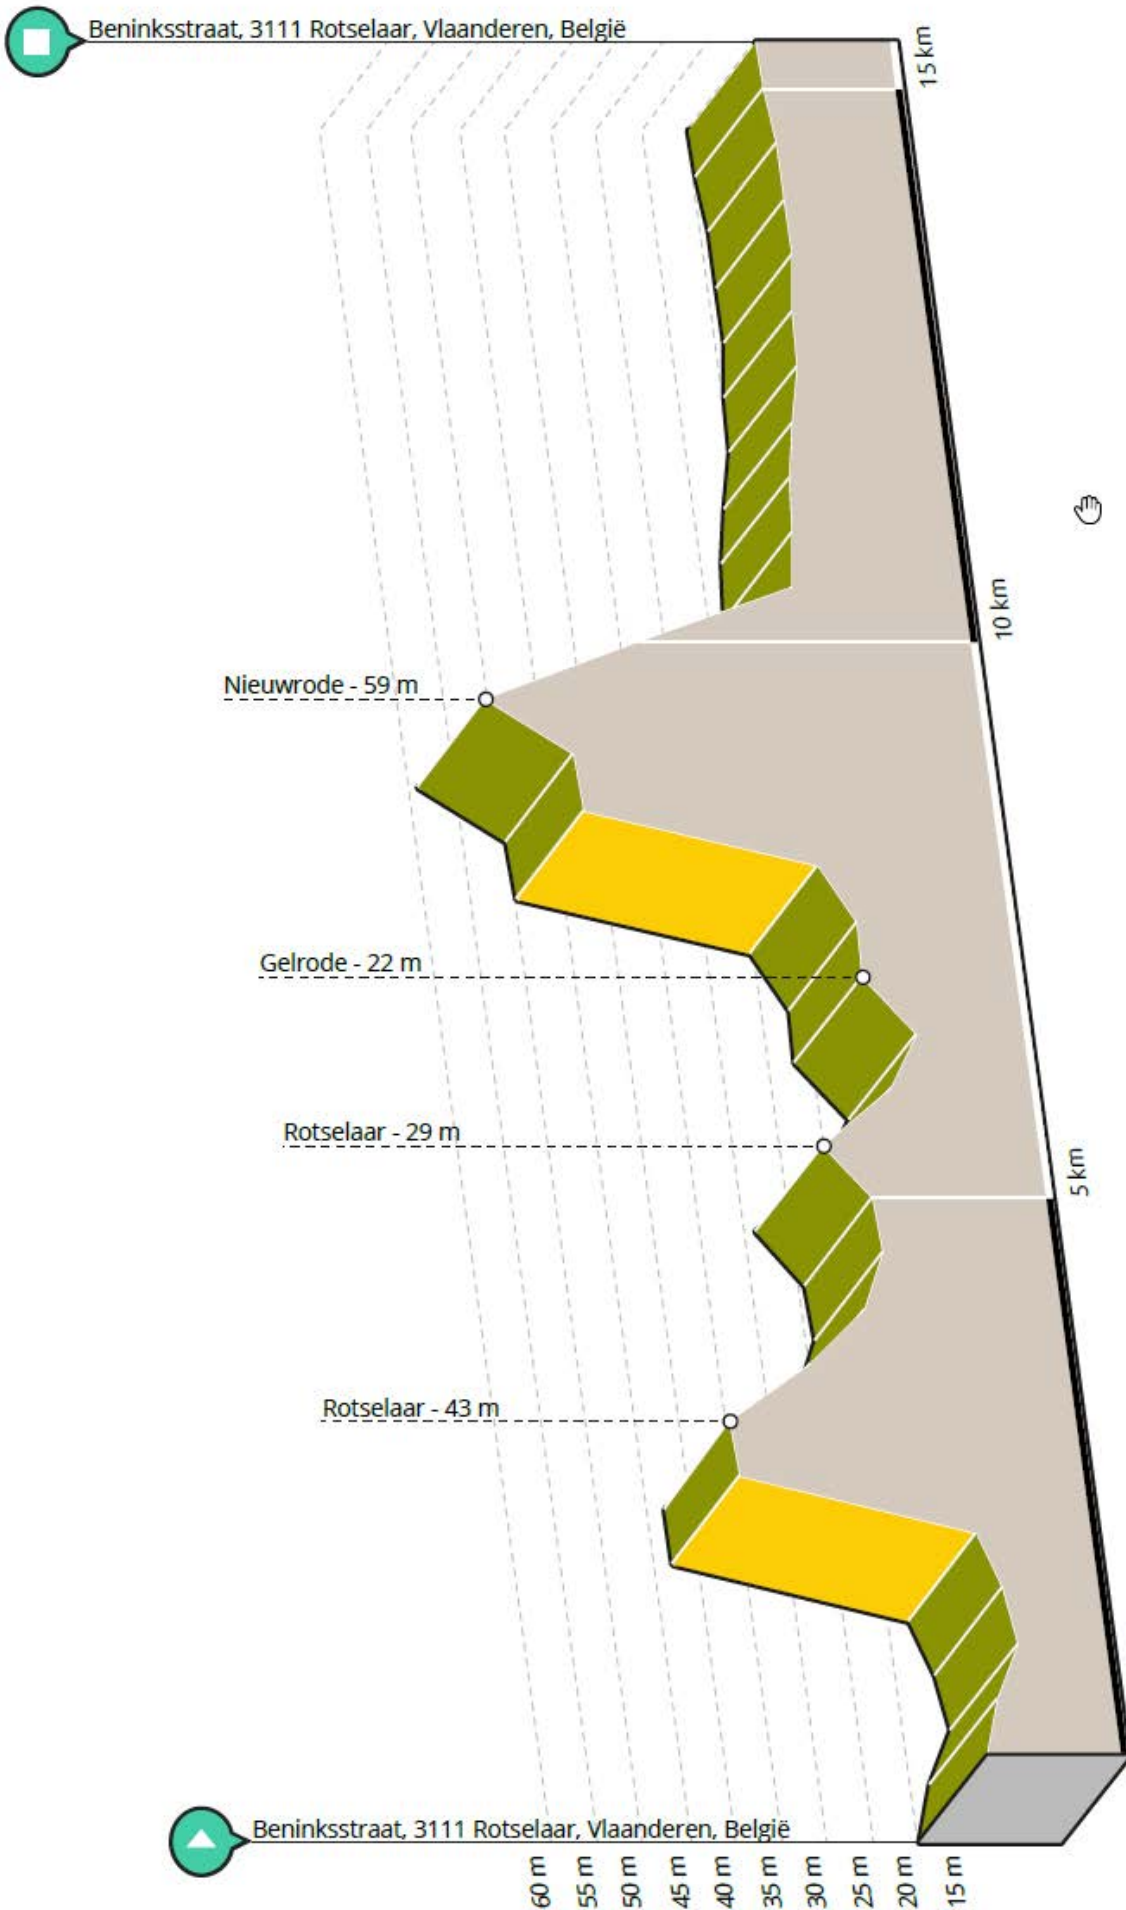 Beninksstraat, 3111 Rotselaar, Vlaanderen, België
15 km
10 km
Nieuwrode - 59 m
Gelrode - 22 m
Rotselaar - 29 m
5 km
Rotselaar - 43 m
Beninksstraat, 3111 Rotselaar, Vlaanderen, België
60 m
55 m
50 m
45 m
40 m
35 m
30 m
25 m
20 m
15 m